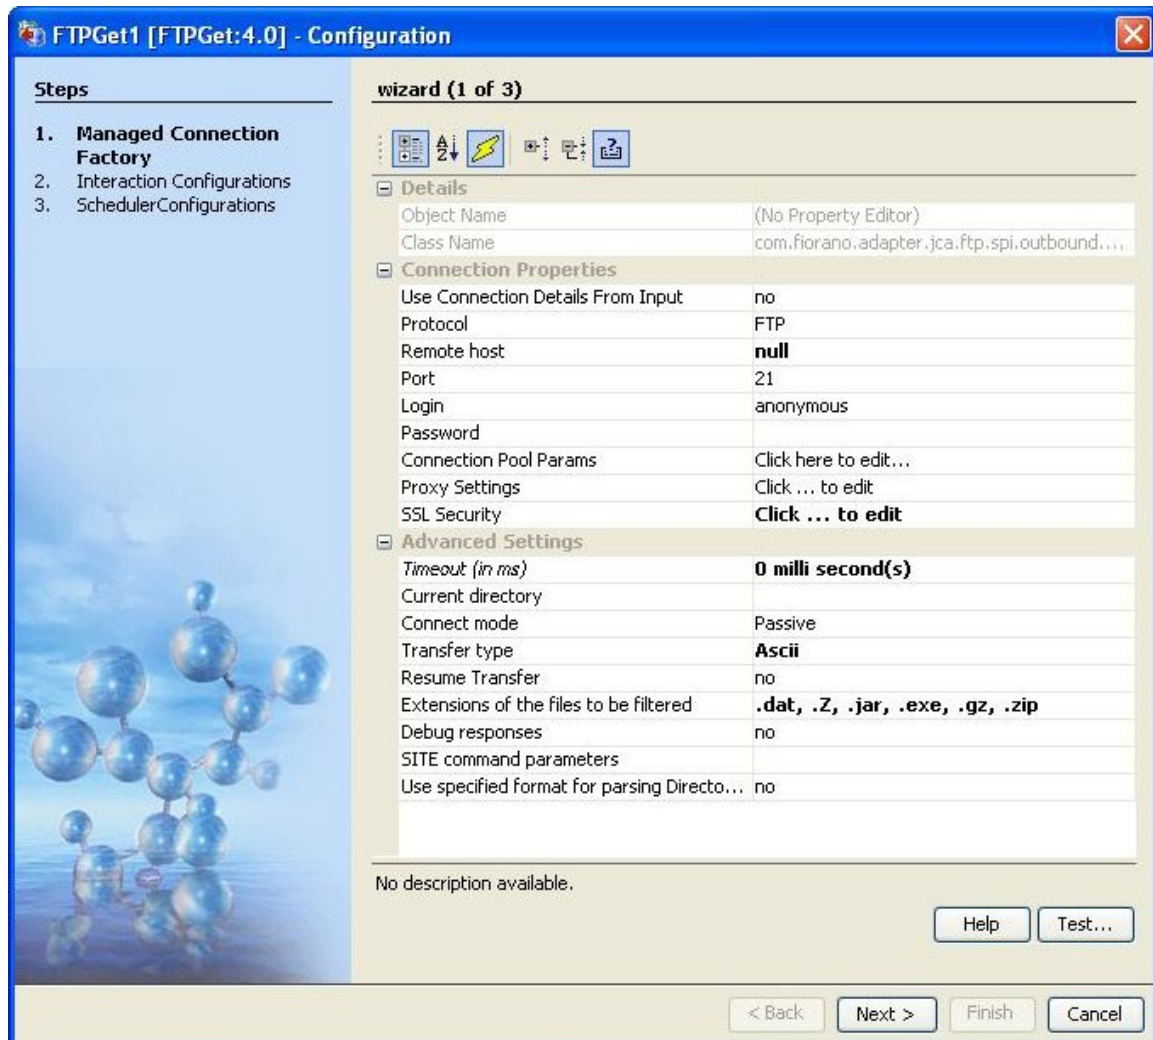 FTPGet1 [FTPGet:4.0] - Configuration
Steps
1. Managed Connection
Factory
2. Interaction Configurations
3. SchedulerConfigurations
wizard (1 of 3)
Details
Object Name (No Property Editor)
Class Name com.fiorano.adapter.jca.ftp.spi.outbound....
Connection Properties
Use Connection Details From Input no
Protocol FTP
Remote host null
Port 21
Login anonymous
Password
Connection Pool Params Click here to edit...
Proxy Settings Click ... to edit
SSL Security Click ... to edit
Advanced Settings
Timeout (in ms) 0 milli second(s)
Current directory
Connect mode Passive
Transfer type Ascii
Resume Transfer no
Extensions of the files to be filtered .dat, .Z, .jar, .exe, .gz, .zip
Debug responses no
SITE command parameters
Use specified format for parsing Directo... no
No description available.
Help Test...
< Back Next > Finish Cancel